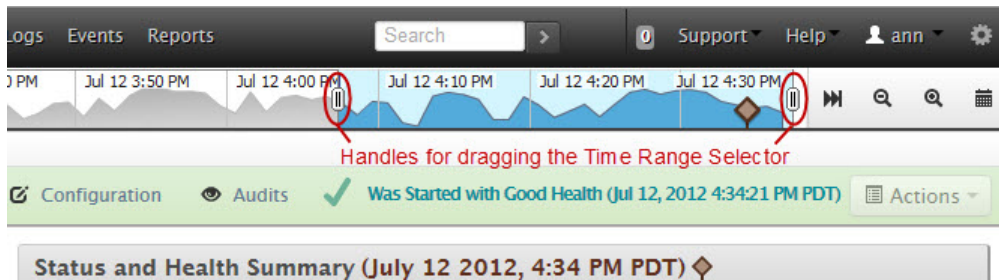 Logs Events Reports Search > 0 Support Help ann
0 PM Jul 12 3:50 PM Jul 12 4:00 PM Jul 12 4:10 PM Jul 12 4:20 PM Jul 12 4:30 PM
Handles for dragging the Time Range Selector
Configuration Audits Was Started with Good Health (Jul 12, 2012 4:34:21 PM PDT) Actions
Status and Health Summary (July 12 2012, 4:34 PM PDT)